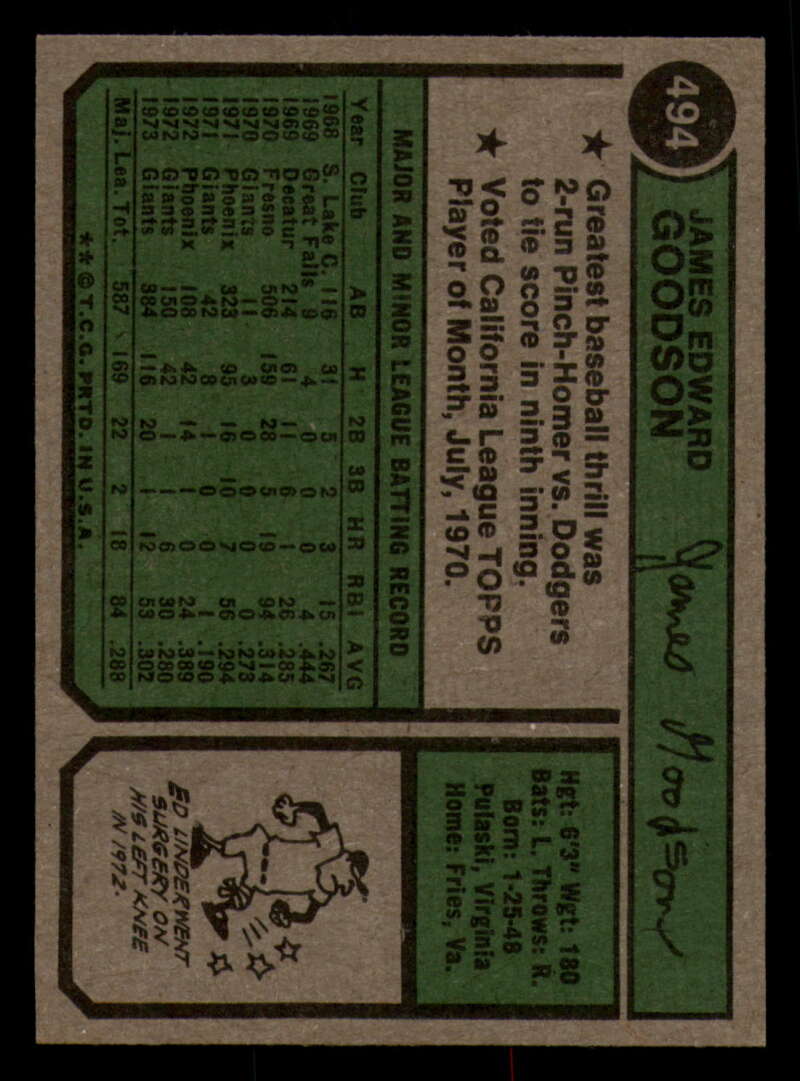 494
JAMES EDWARD
GOODSON
James Goodson
★ Greatest baseball thrill was
2-run Pinch-Homer vs. Dodgers
to tie score in ninth inning.
★ Voted California League TOPPS
Player of Month, July, 1970.
MAJOR AND MINOR LEAGUE BATTING RECORD
Year Club AB H 2B 3B HR RBI AVG
1968 S. Lake C. 116 31 5 2 3 15 .267
1969 Great Falls 9 4 0 0 0 4 .444
1969 Decatur 214 61 11 6 1 26 .285
1970 Fresno 506 159 28 5 19 94 .314
1970 Giants 11 3 0 0 0 0 .273
1971 Phoenix 323 95 16 10 7 56 .294
1971 Giants 42 8 1 0 0 1 .190
1972 Phoenix 108 42 14 1 0 24 .389
1972 Giants 150 42 1 1 6 30 .280
1973 Giants 384 116 20 1 12 53 .302
Maj. Lea. Tot. 587 169 22 2 18 84 .288
**© T.C.G. PRTD. IN U.S.A.
Hgt: 6'3" Wgt: 180
Bats: L. Throws: R.
Born: 1-25-48
Pulaski, Virginia
Home: Fries, Va.
ED UNDERWENT
SURGERY ON
HIS LEFT KNEE
IN 1972.